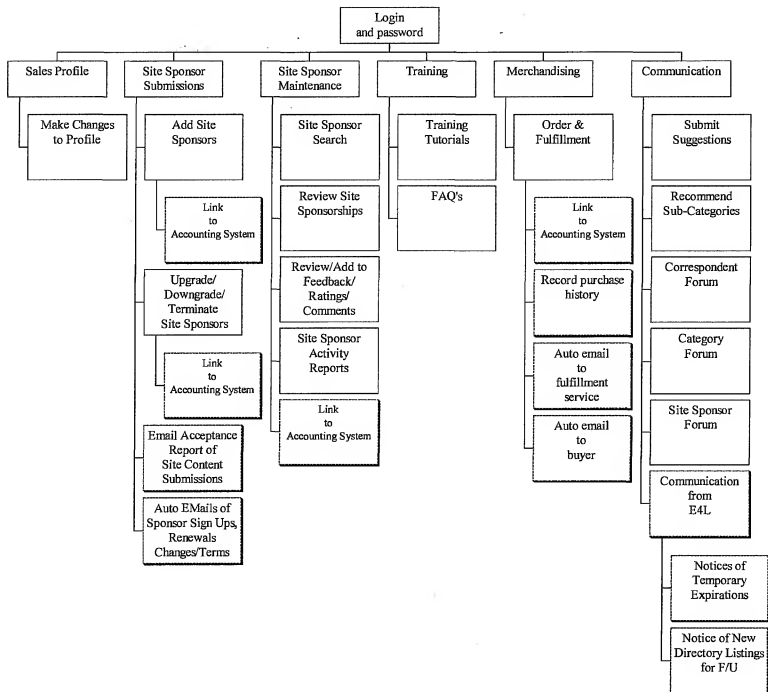 Login
and password
Sales Profile
Site Sponsor
Submissions
Site Sponsor
Maintenance
Training
Merchandising
Communication
Make Changes
to Profile
Add Site
Sponsors
Link
to
Accounting System
Upgrade/
Downgrade/
Terminate
Site Sponsors
Link
to
Accounting System
Email Acceptance
Report of
Site Content
Submissions
Auto EMails of
Sponsor Sign Ups,
Renewals
Changes/Terms
Site Sponsor
Search
Review Site
Sponsorships
Review/Add to
Feedback/
Ratings/
Comments
Site Sponsor
Activity
Reports
Link
to
Accounting System
Training
Tutorials
FAQ's
Order &
Fulfillment
Link
to
Accounting System
Record purchase
history
Auto email
to
fulfillment
service
Auto email
to
buyer
Submit
Suggestions
Recommend
Sub-Categories
Correspondent
Forum
Category
Forum
Site Sponsor
Forum
Communication
from
E4L
Notices of
Temporary
Expirations
Notice of New
Directory Listings
for F/U